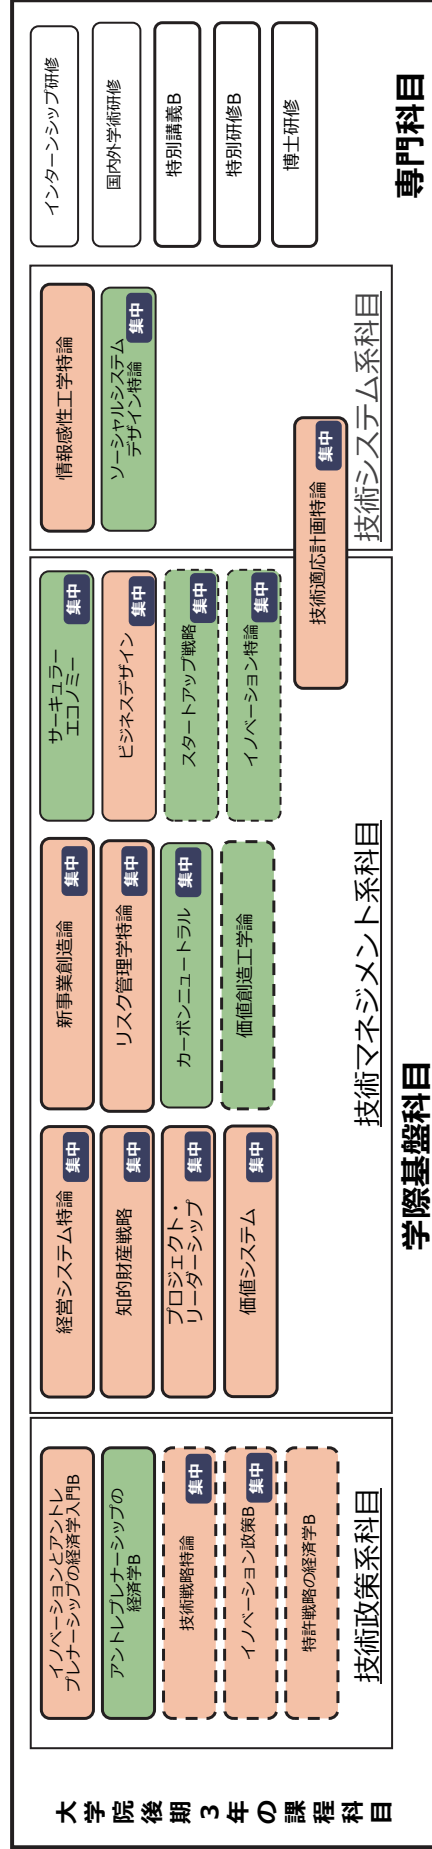 大学院後期3年の課程科目
イノベーションとアントレ
プレナーシップの経済学入門B
アントレプレナーシップの
経済学B
技術戦略特論
集中
イノベーション政策B
集中
特許戦略の経済学B
技術政策系科目
経営システム特論
集中
知的財産戦略
集中
プロジェクト・
リーダーシップ
集中
価値システム
集中
新事業創造論
集中
リスク管理学特論
集中
カーボンニュートラル
集中
価値創造工学論
サーキュラー
エコノミー
集中
ビジネスデザイン
集中
スタートアップ戦略
集中
イノベーション特論
集中
技術マネジメント系科目
情報感性工学特論
ソーシャルシステム
デザイン特論
集中
技術適応計画特論
集中
技術システム系科目
学際基盤科目
インターンシップ研修
国内外学術研修
特別講義B
特別研修B
博士研修
専門科目